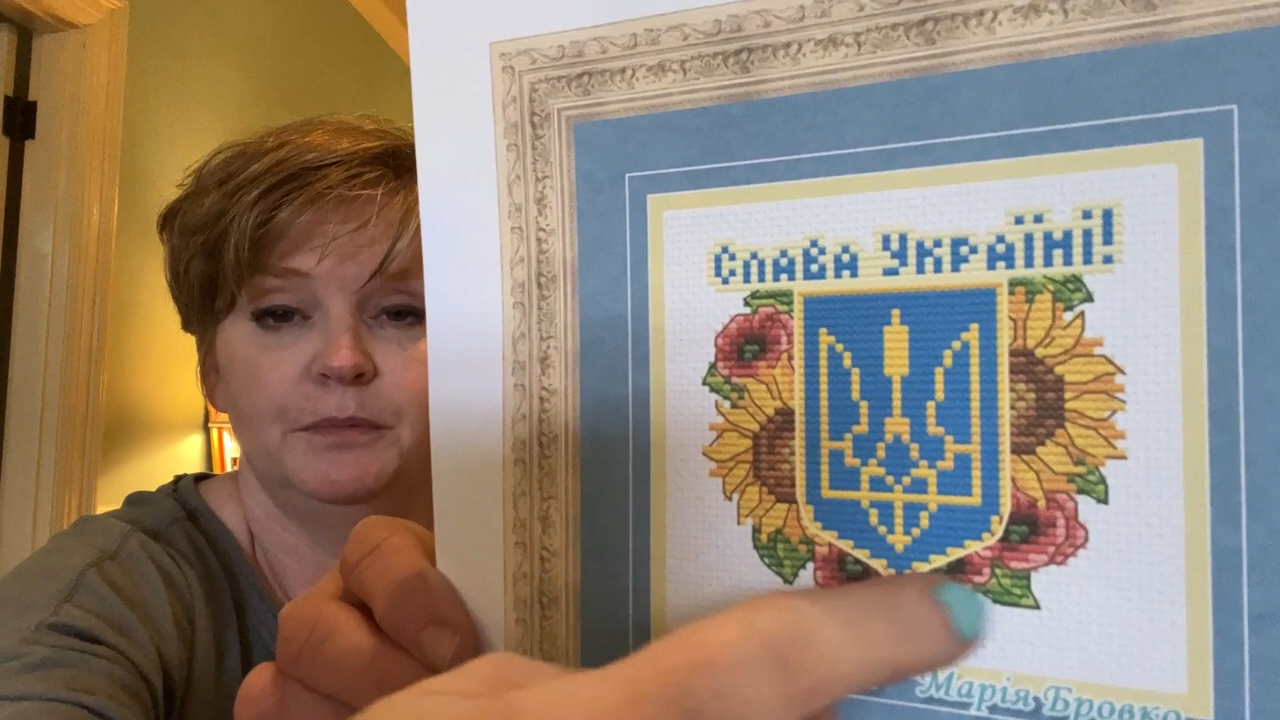 Слава Україні!
Марія Бровко